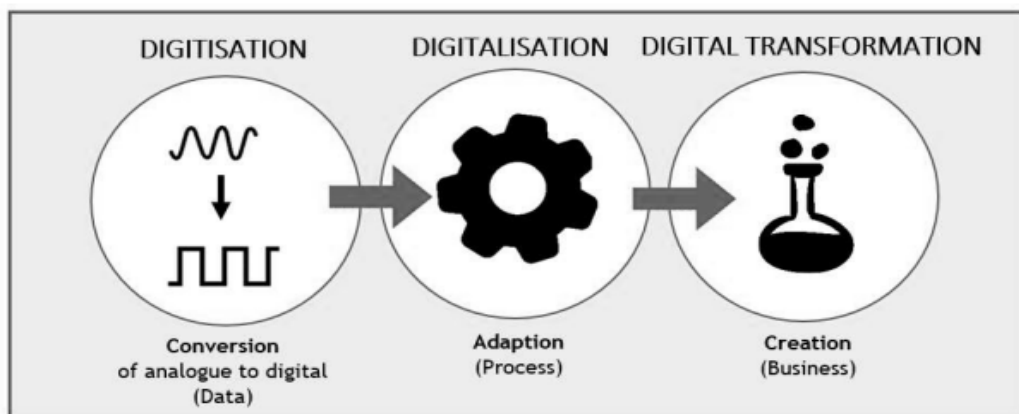 DIGITISATION
DIGITALISATION
DIGITAL TRANSFORMATION
Conversion
of analogue to digital
(Data)
Adaption
(Process)
Creation
(Business)